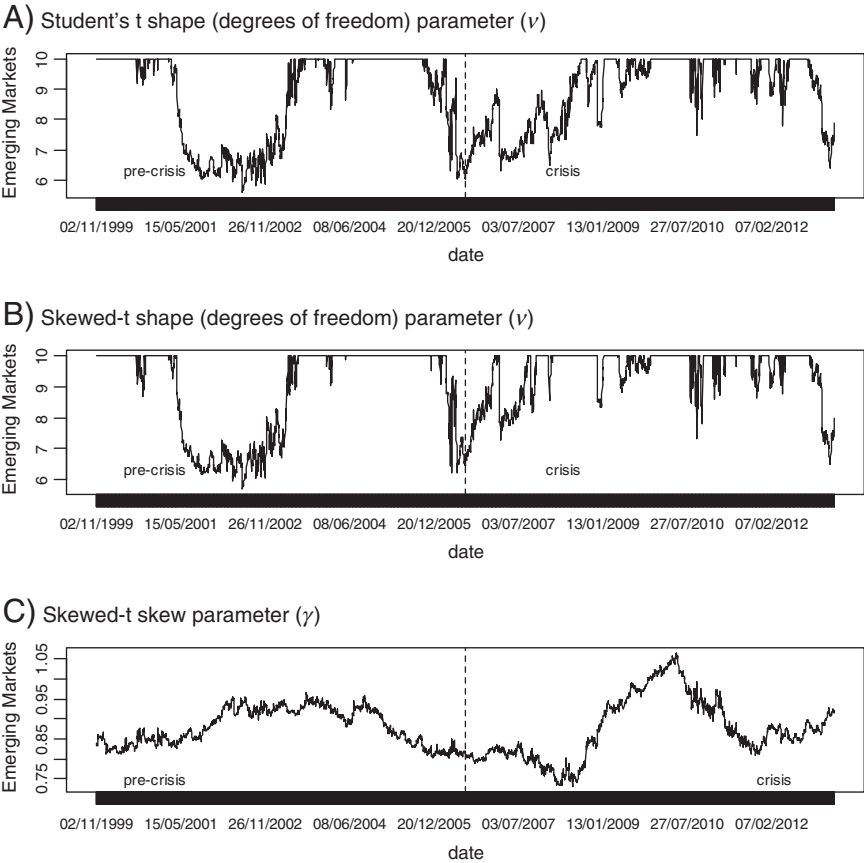 A) Student's t shape (degrees of freedom) parameter (ν)
Emerging Markets
10
9
8
7
6
pre-crisis
crisis
02/11/1999 15/05/2001 26/11/2002 08/06/2004 20/12/2005 03/07/2007 13/01/2009 27/07/2010 07/02/2012
date
B) Skewed-t shape (degrees of freedom) parameter (ν)
Emerging Markets
10
9
8
7
6
pre-crisis
crisis
02/11/1999 15/05/2001 26/11/2002 08/06/2004 20/12/2005 03/07/2007 13/01/2009 27/07/2010 07/02/2012
date
C) Skewed-t skew parameter (γ)
Emerging Markets
1.05
0.95
0.85
0.75
pre-crisis
crisis
02/11/1999 15/05/2001 26/11/2002 08/06/2004 20/12/2005 03/07/2007 13/01/2009 27/07/2010 07/02/2012
date